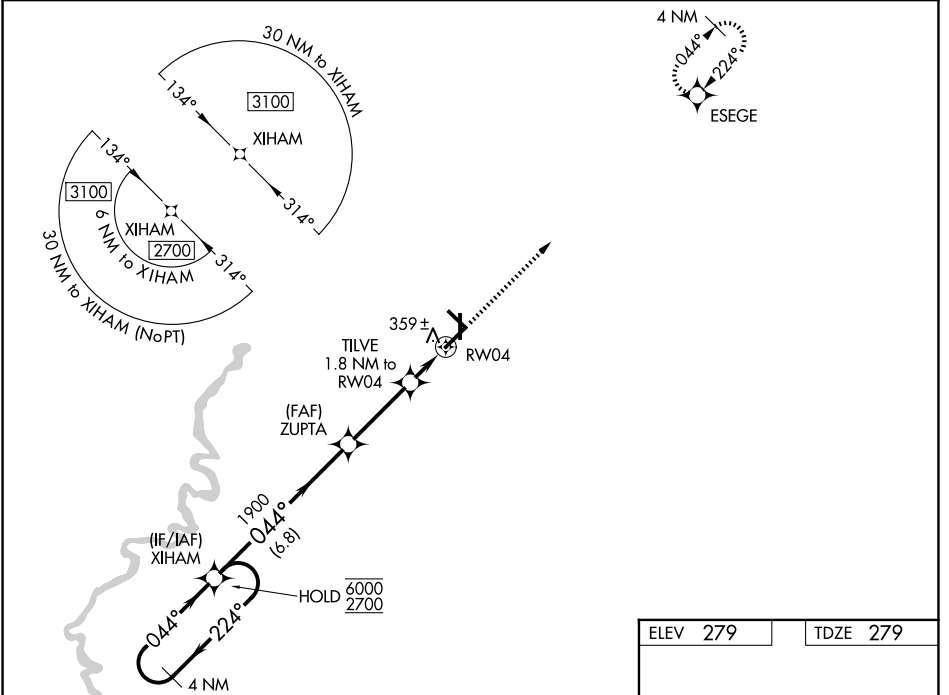 30 NM to XIHAM
134°
3100
XIHAM
314°
134°
3100
XIHAM
6 NM to XIHAM
2700
314°
30 NM to XIHAM (NoPT)
4 NM
044°
224°
ESEGE
359±
RW04
TILVE
1.8 NM to
RW04
(FAF)
ZUPTA
1900
044°
(6.8)
(IF/IAF)
XIHAM
HOLD 6000
2700
044°
224°
4 NM
ELEV 279
TDZE 279